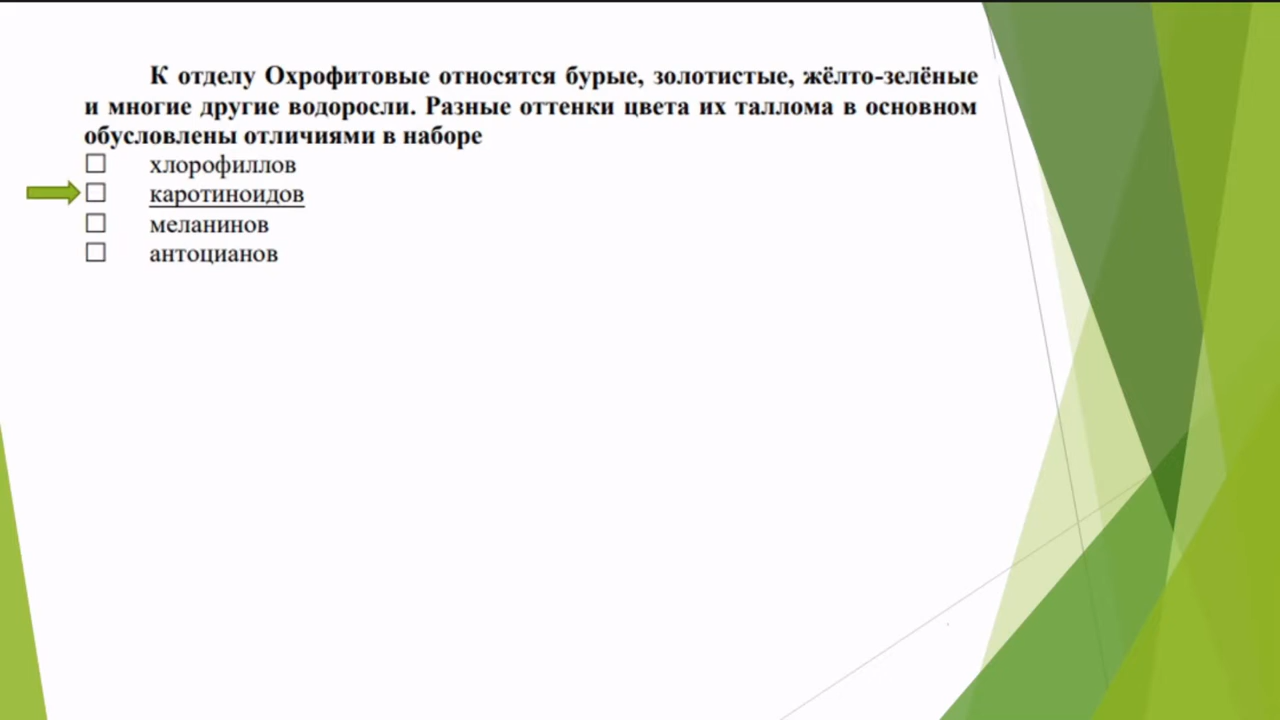 К отделу Охрофитовые относятся бурые, золотистые, жёлто-зелёные
и многие другие водоросли. Разные оттенки цвета их таллома в основном
обусловлены отличиями в наборе
хлорофиллов
каротиноидов
меланинов
антоцианов